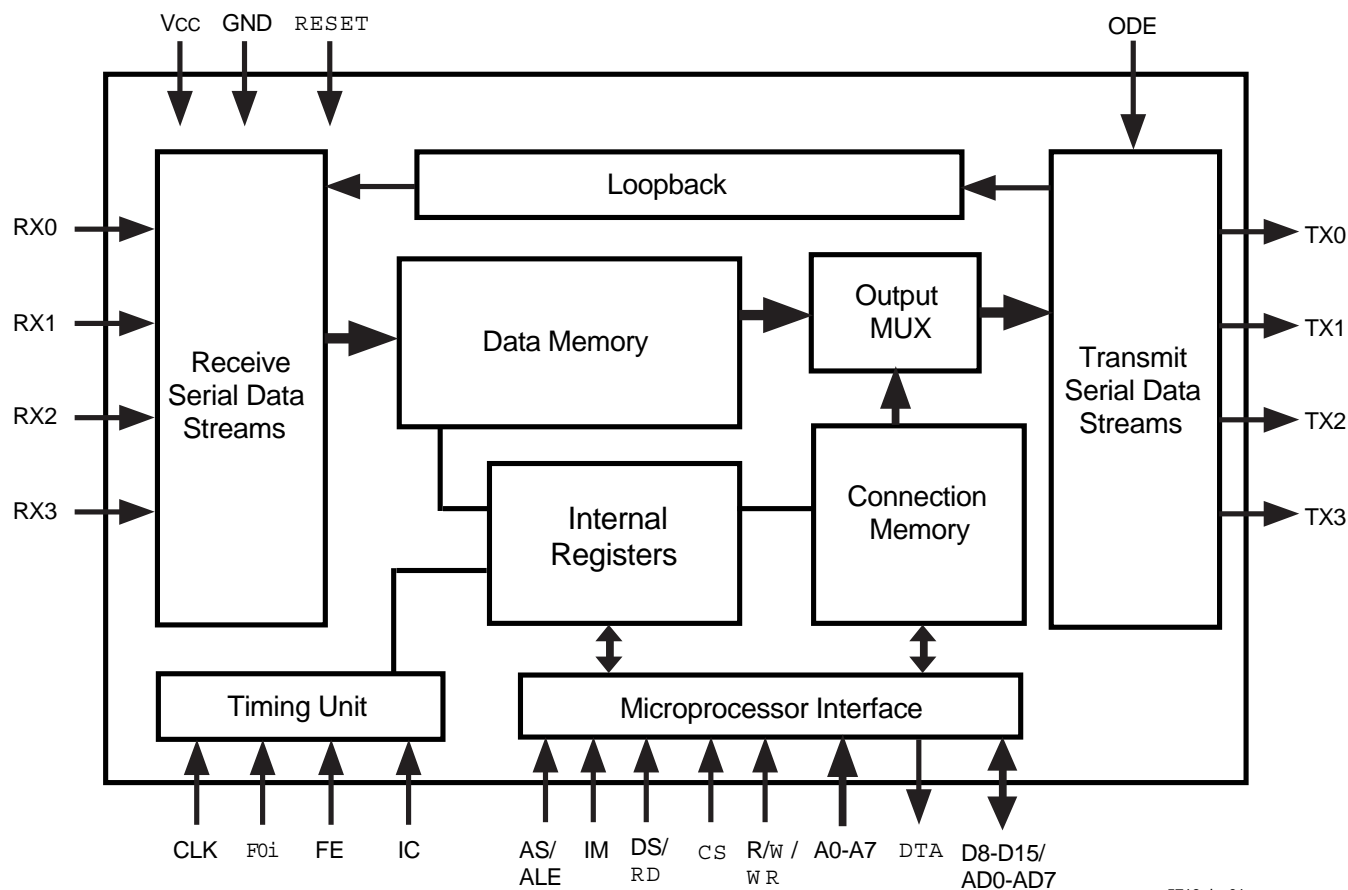 Vcc GND RESET ODE
Loopback
RX0 TX0
Output
MUX
RX1 TX1
Data Memory
Receive
Serial Data
Streams
Transmit
Serial Data
Streams
RX2 TX2
Connection
Memory
Internal
Registers
RX3 TX3
Timing Unit
Microprocessor Interface
CLK F0i FE IC AS/
ALE IM DS/
RD CS R/W /
WR A0-A7 DTA D8-D15/
AD0-AD7